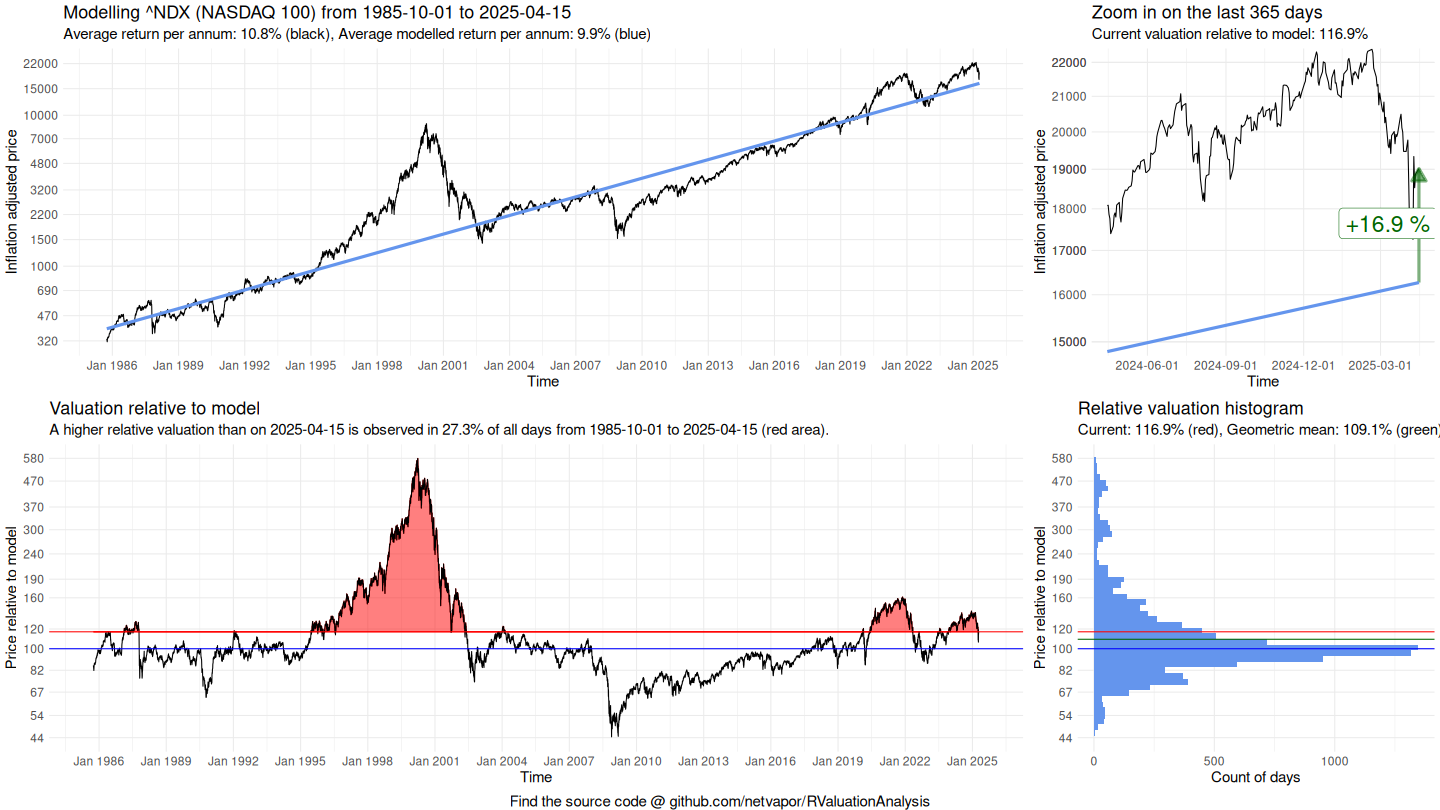 Modelling ^NDX (NASDAQ 100) from 1985-10-01 to 2025-04-15
Average return per annum: 10.8% (black), Average modelled return per annum: 9.9% (blue)
Inflation adjusted price
22000
15000
10000
7000
4800
3200
2200
1500
1000
690
470
320
Jan 1986 Jan 1989 Jan 1992 Jan 1995 Jan 1998 Jan 2001 Jan 2004 Jan 2007 Jan 2010 Jan 2013 Jan 2016 Jan 2019 Jan 2022 Jan 2025
Time
Zoom in on the last 365 days
Current valuation relative to model: 116.9%
Inflation adjusted price
22000
21000
20000
19000
18000
17000
16000
15000
+16.9 %
2024-06-01 2024-09-01 2024-12-01 2025-03-01
Time
Valuation relative to model
A higher relative valuation than on 2025-04-15 is observed in 27.3% of all days from 1985-10-01 to 2025-04-15 (red area).
Price relative to model
580
470
370
300
240
190
160
120
100
82
67
54
44
Jan 1986 Jan 1989 Jan 1992 Jan 1995 Jan 1998 Jan 2001 Jan 2004 Jan 2007 Jan 2010 Jan 2013 Jan 2016 Jan 2019 Jan 2022 Jan 2025
Time
Relative valuation histogram
Current: 116.9% (red), Geometric mean: 109.1% (green)
Price relative to model
580
470
370
300
240
190
160
120
100
82
67
54
44
0 500 1000
Count of days
Find the source code @ github.com/netvapor/RValuationAnalysis